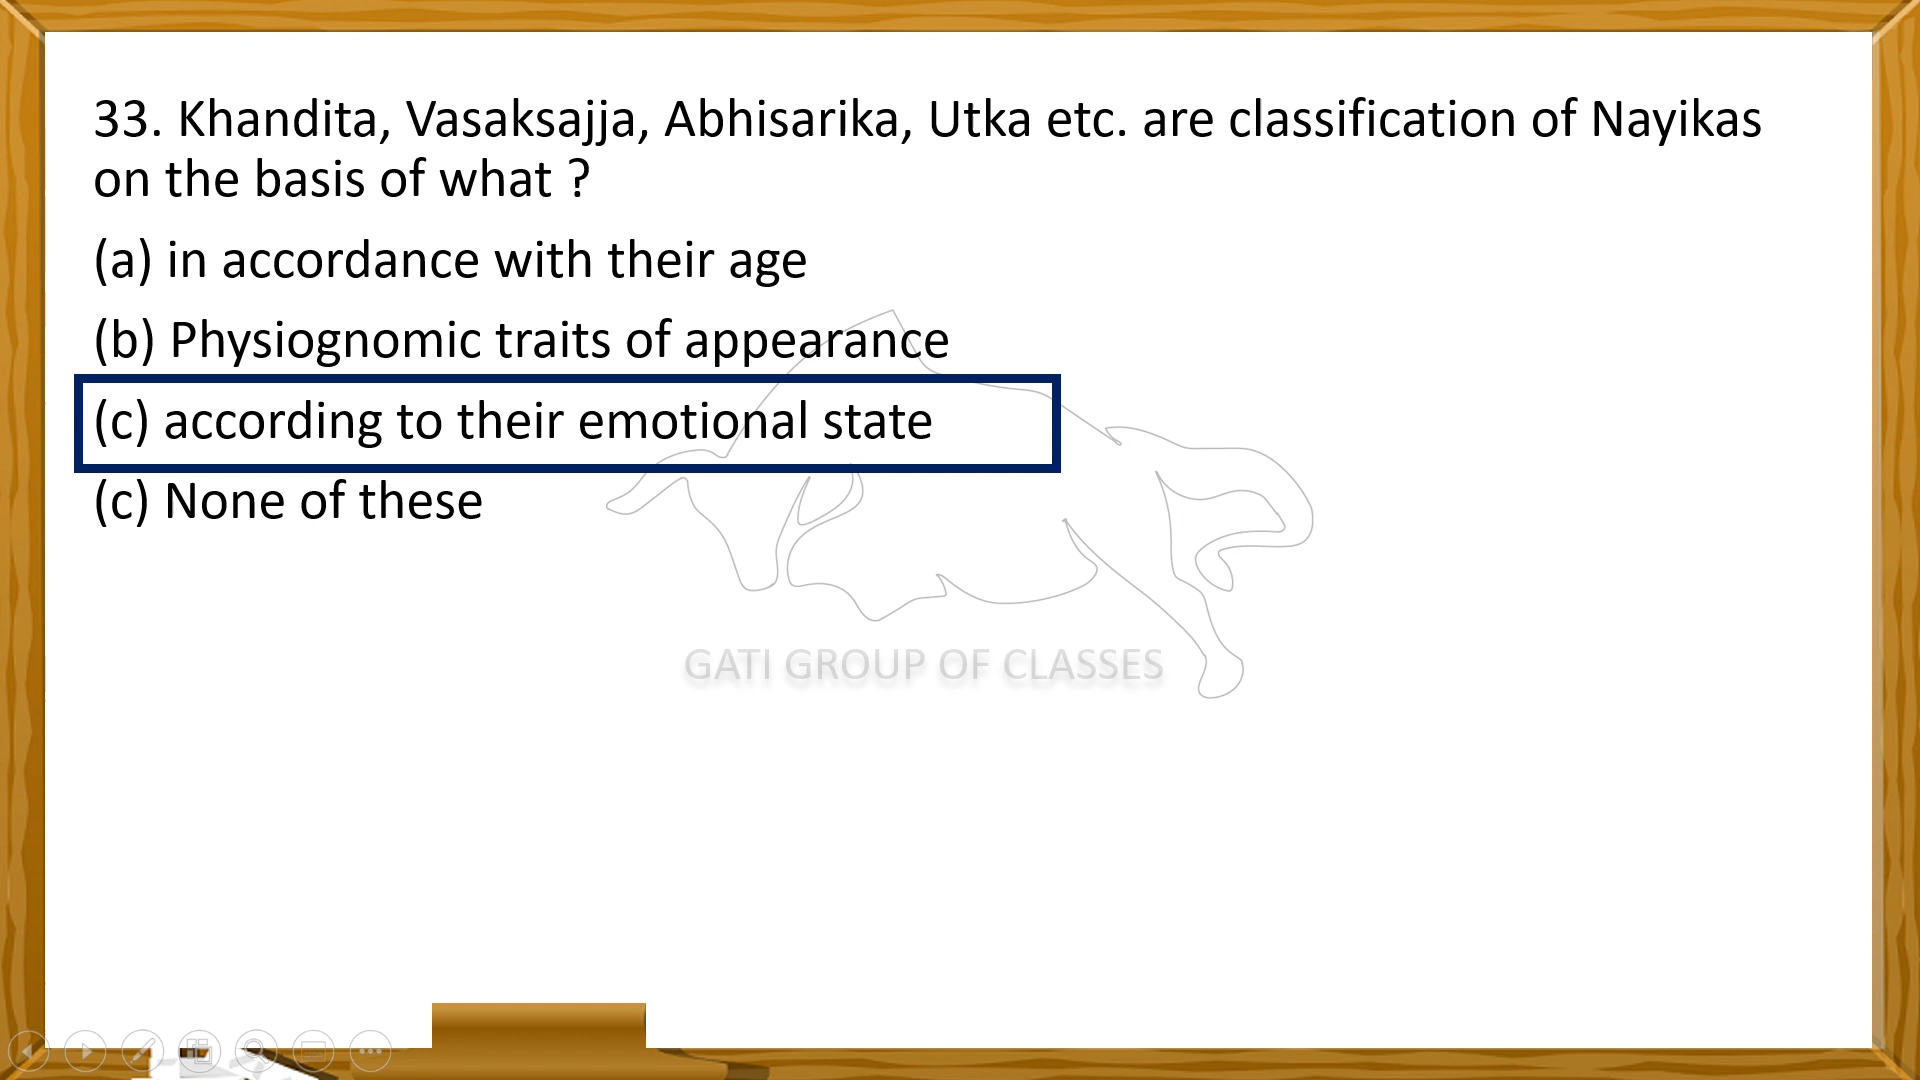 33. Khandita, Vasaksajja, Abhisarika, Utka etc. are classification of Nayikas
on the basis of what ?
(a) in accordance with their age
(b) Physiognomic traits of appearance
(c) according to their emotional state
(c) None of these
GATI GROUP OF CLASSES